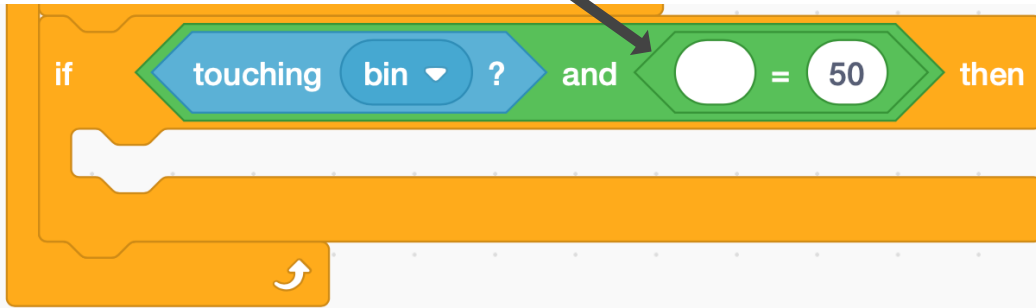 if touching bin ? and = 50 then